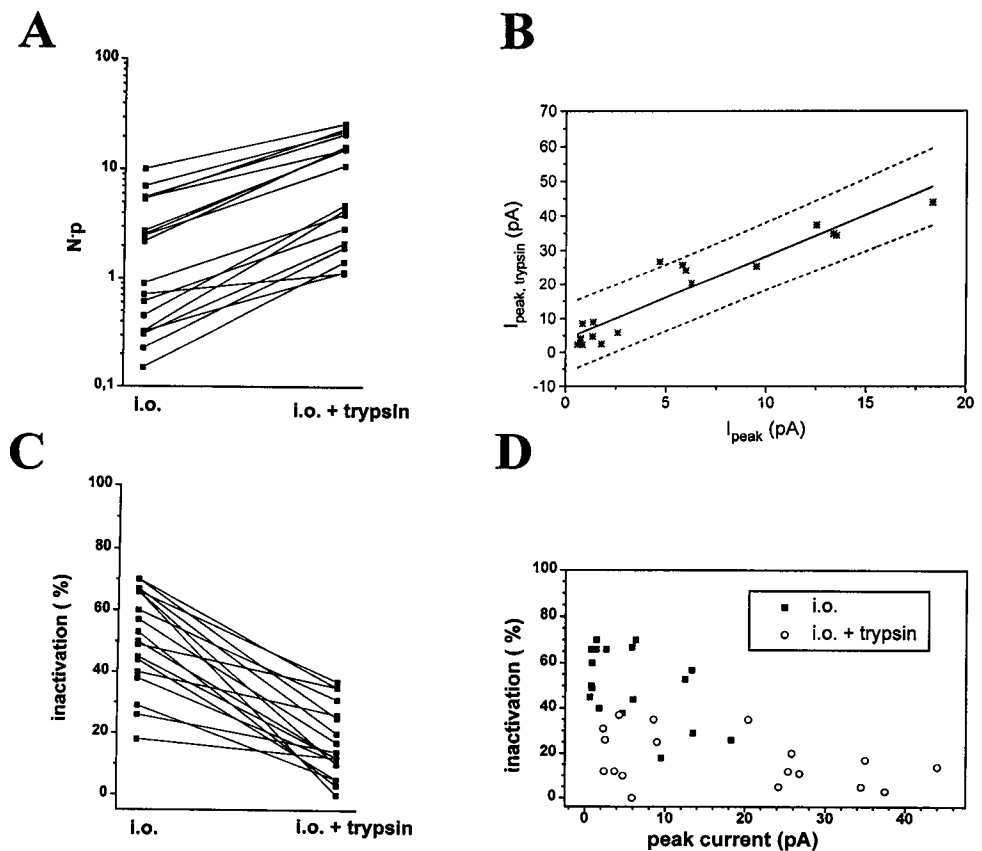 A
100
10
1
0,1
N·p
i.o.
i.o. + trypsin
B
70
60
50
40
30
20
10
0
-10
I peak, trypsin (pA)
0
5
10
15
20
I peak (pA)
C
100
80
60
40
20
0
inactivation ( %)
i.o.
i.o. + trypsin
D
100
80
60
40
20
0
inactivation ( %)
i.o.
i.o. + trypsin
0
10
20
30
40
peak current (pA)